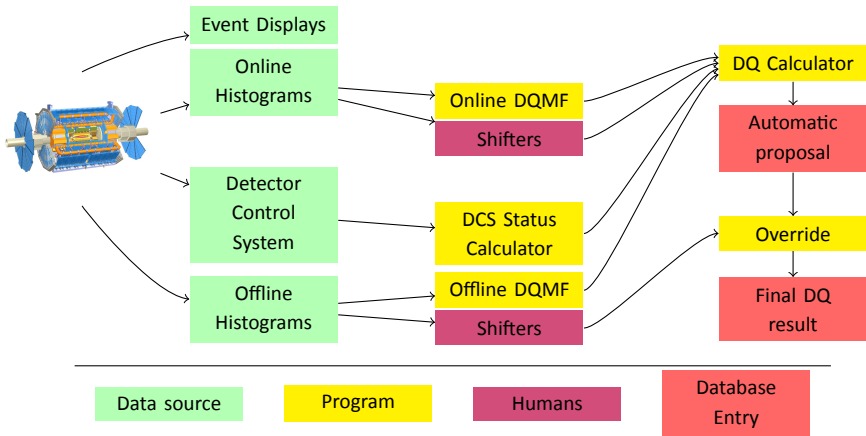 Event Displays
Online
Histograms
Detector
Control
System
Offline
Histograms
Online DQMF
Shifters
DCS Status
Calculator
Offline DQMF
Shifters
DQ Calculator
Automatic
proposal
Override
Final DQ
result
Data source
Program
Humans
Database
Entry